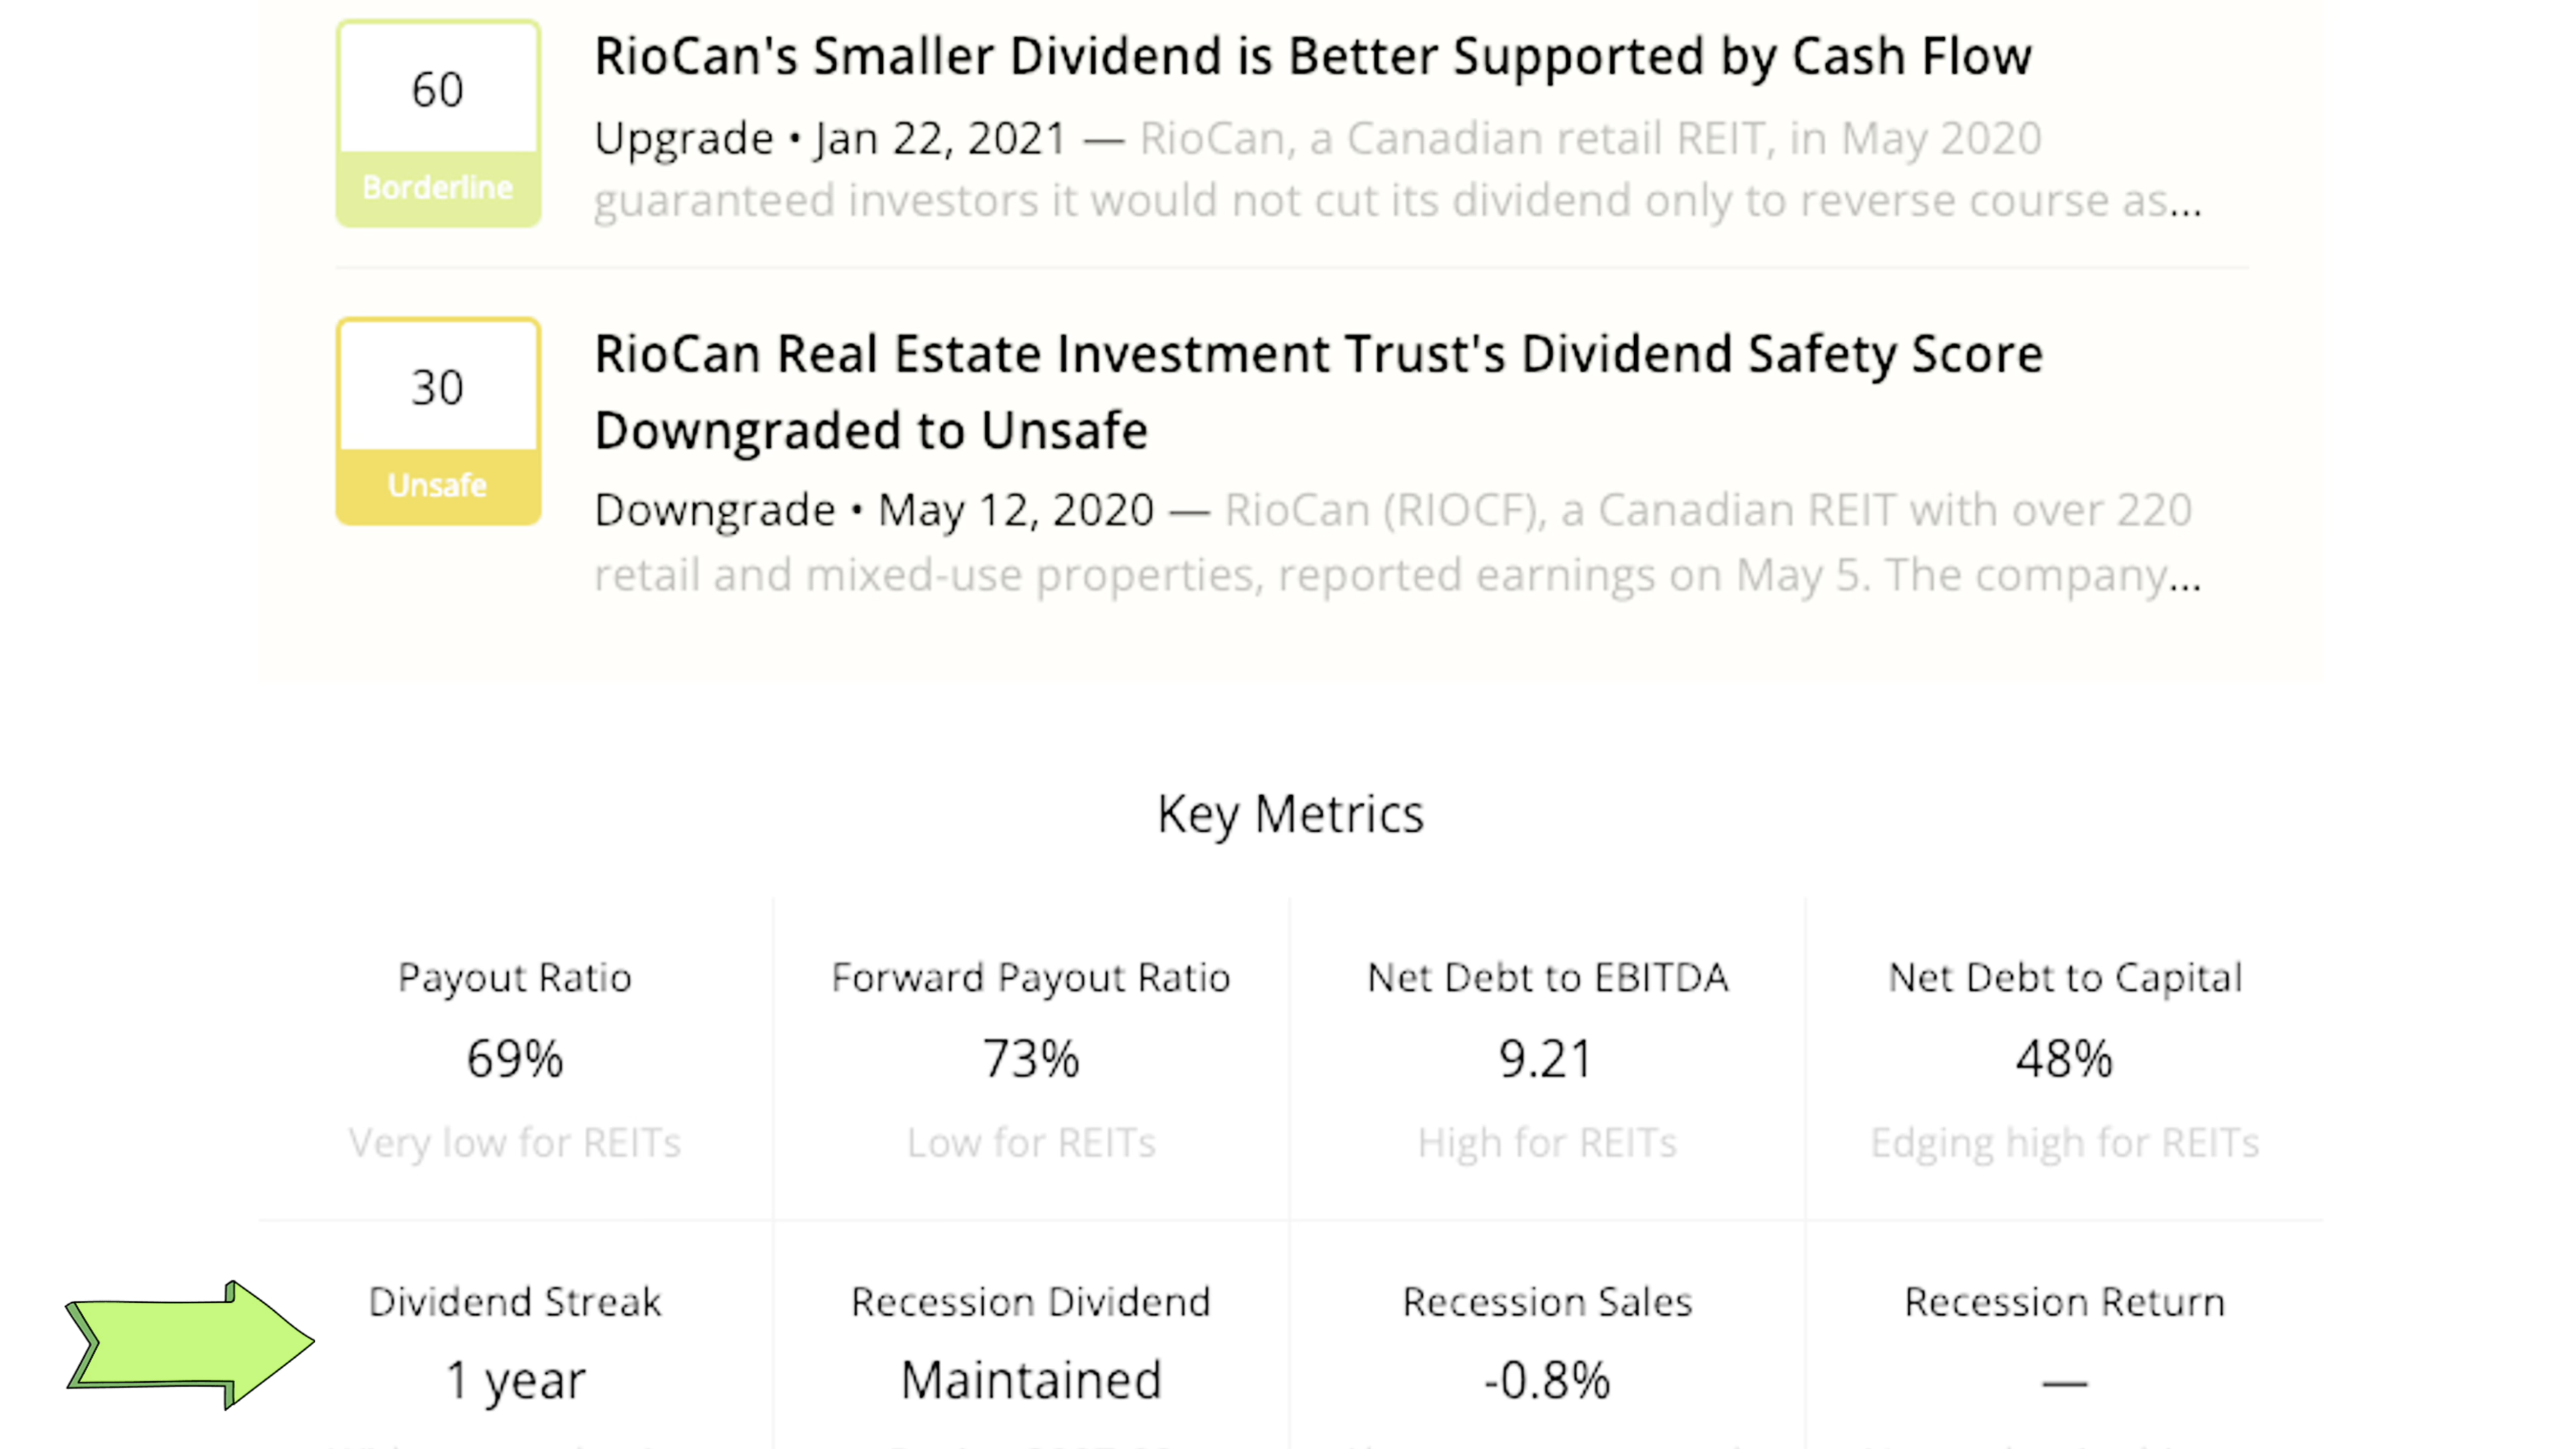 60
Borderline
RioCan's Smaller Dividend is Better Supported by Cash Flow
Upgrade • Jan 22, 2021 — RioCan, a Canadian retail REIT, in May 2020
guaranteed investors it would not cut its dividend only to reverse course as...
30
Unsafe
RioCan Real Estate Investment Trust's Dividend Safety Score
Downgraded to Unsafe
Downgrade • May 12, 2020 — RioCan (RIOCF), a Canadian REIT with over 220
retail and mixed-use properties, reported earnings on May 5. The company...
Key Metrics
Payout Ratio
69%
Very low for REITs
Forward Payout Ratio
73%
Low for REITs
Net Debt to EBITDA
9.21
High for REITs
Net Debt to Capital
48%
Edging high for REITs
Dividend Streak
1 year
Recession Dividend
Maintained
Recession Sales
-0.8%
Recession Return
—